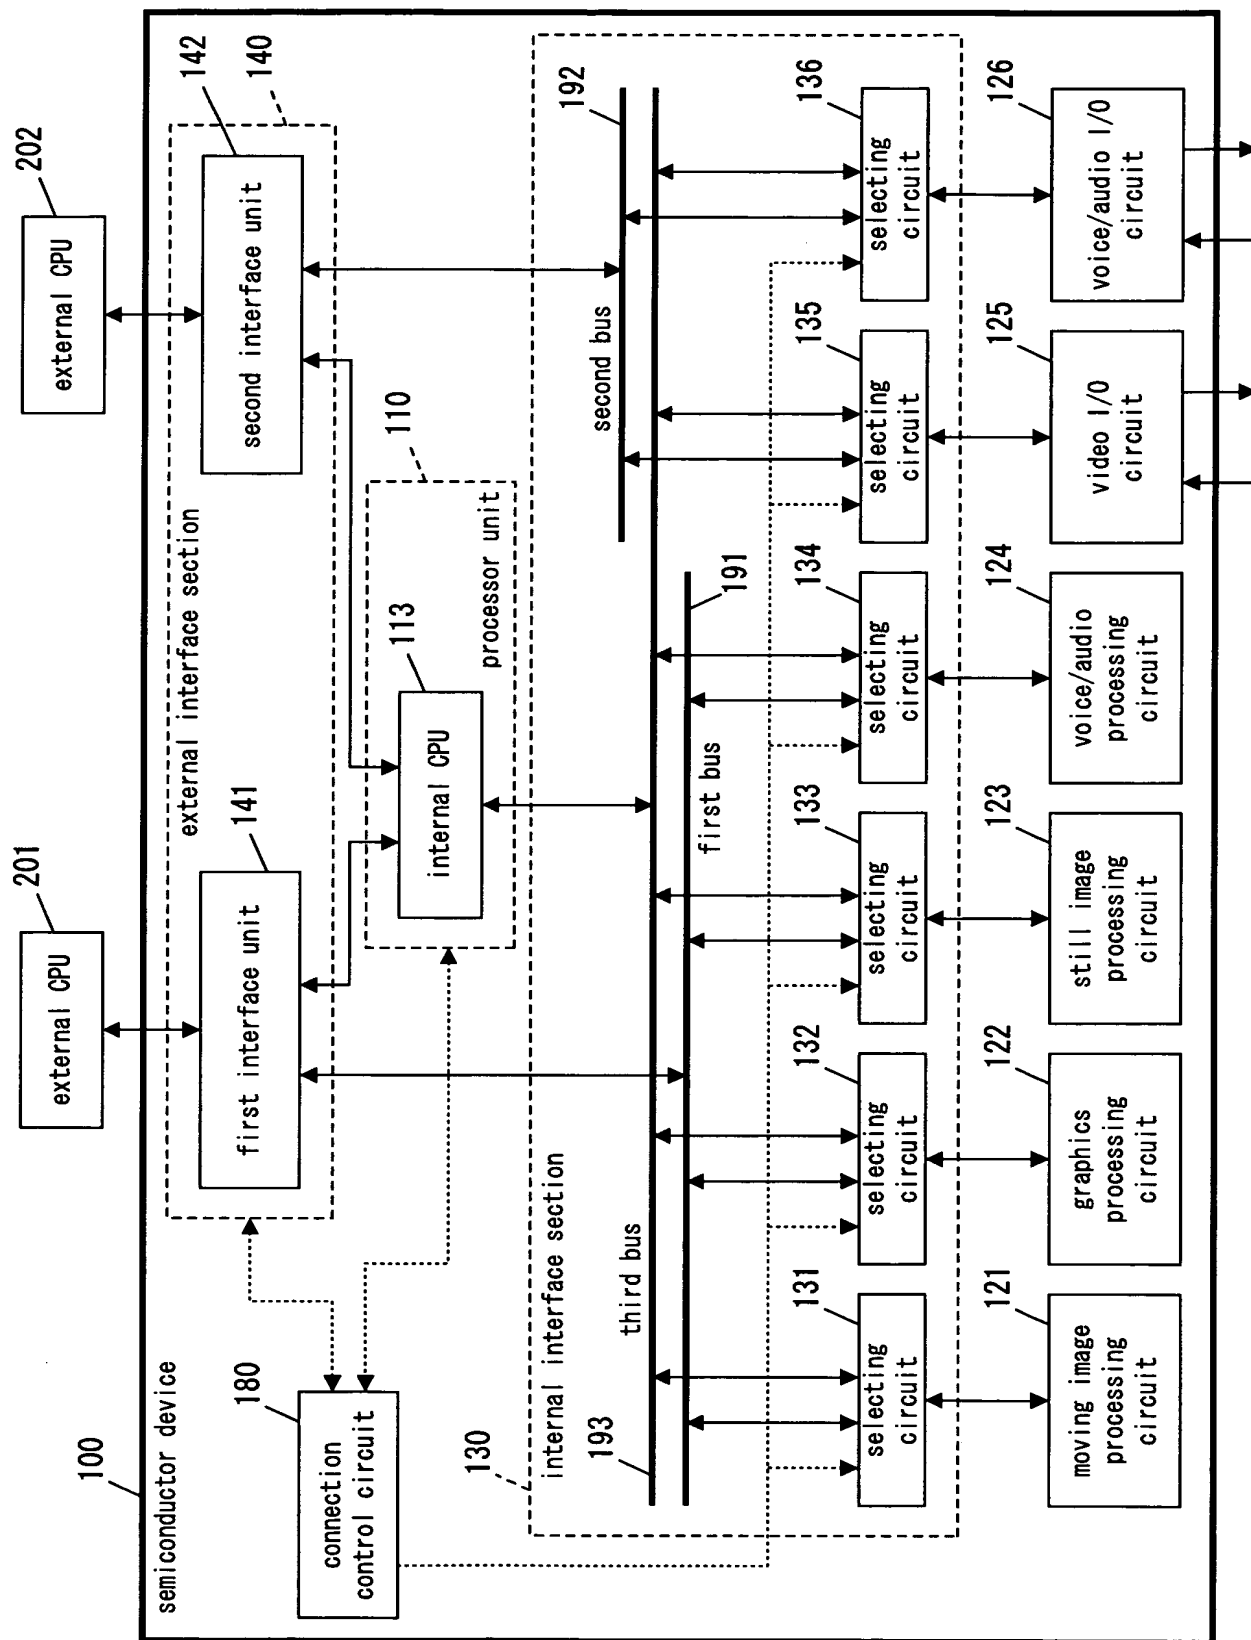 201
202
external CPU
external CPU
100
semiconductor device
external interface section
141
142
140
first interface unit
second interface unit
180
connection
control circuit
113
110
internal CPU
processor unit
130
internal interface section
193
third bus
first bus
191
second bus
192
131
132
133
134
135
136
selecting
circuit
selecting
circuit
selecting
circuit
selecting
circuit
selecting
circuit
selecting
circuit
121
122
123
124
125
126
moving image
processing
circuit
graphics
processing
circuit
still image
processing
circuit
voice/audio
processing
circuit
video I/O
circuit
voice/audio I/O
circuit